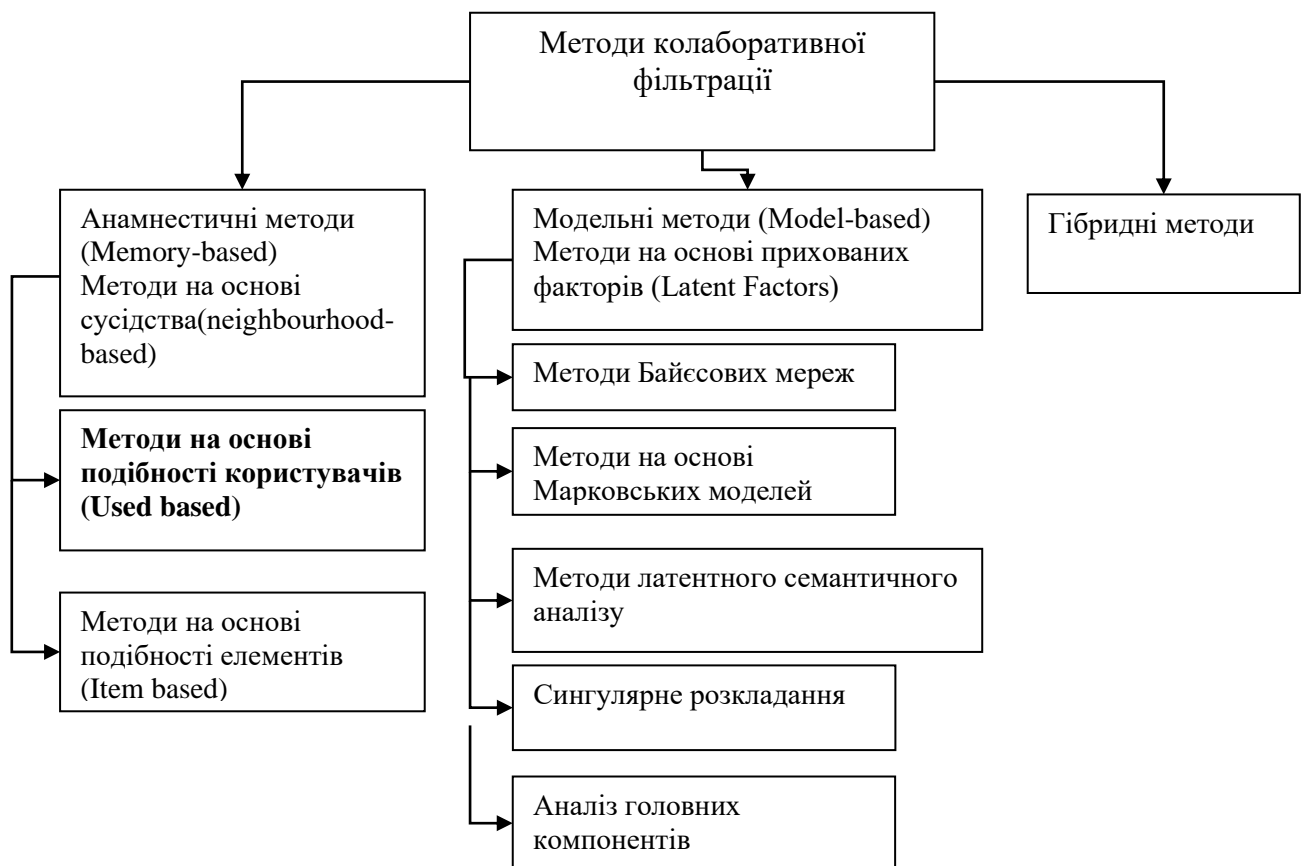 Методи колаборативної
фільтрації
Анамнестичні методи
(Memory-based)
Методи на основі
сусідства(neighbourhood-
based)
Методи на основі
подібності користувачів
(Used based)
Методи на основі
подібності елементів
(Item based)
Модельні методи (Model-based)
Методи на основі прихованих
факторів (Latent Factors)
Методи Байєсових мереж
Методи на основі
Марковських моделей
Методи латентного семантичного
аналізу
Сингулярне розкладання
Аналіз головних
компонентів
Гібридні методи